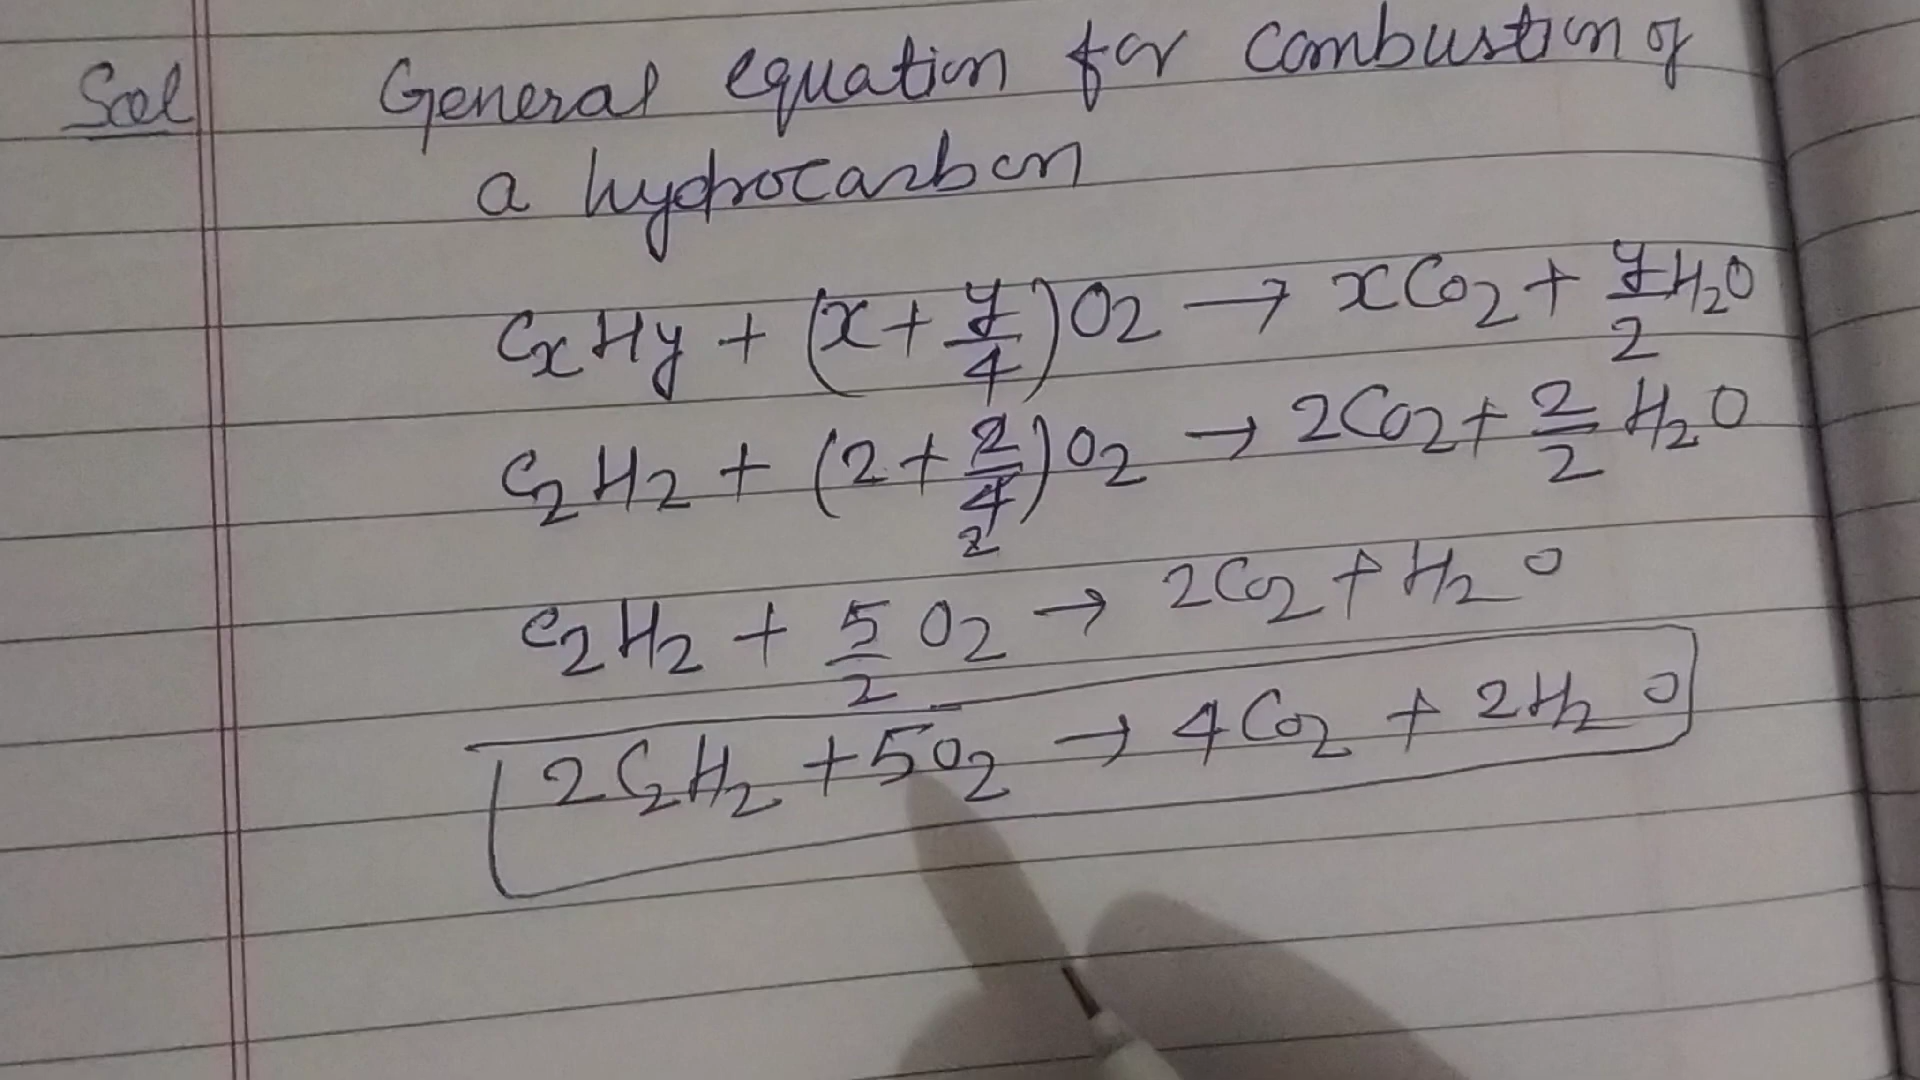 Sol General equation for combustion of
a hydrocarbon
CxHy + (x + y/4) O2 → xCO2 + y/2 H2O
C2H2 + (2 + 2/4) O2 → 2CO2 + 2/2 H2O
2
C2H2 + 5/2 O2 → 2CO2 + H2O
2C2H2 + 5O2 → 4CO2 + 2H2O